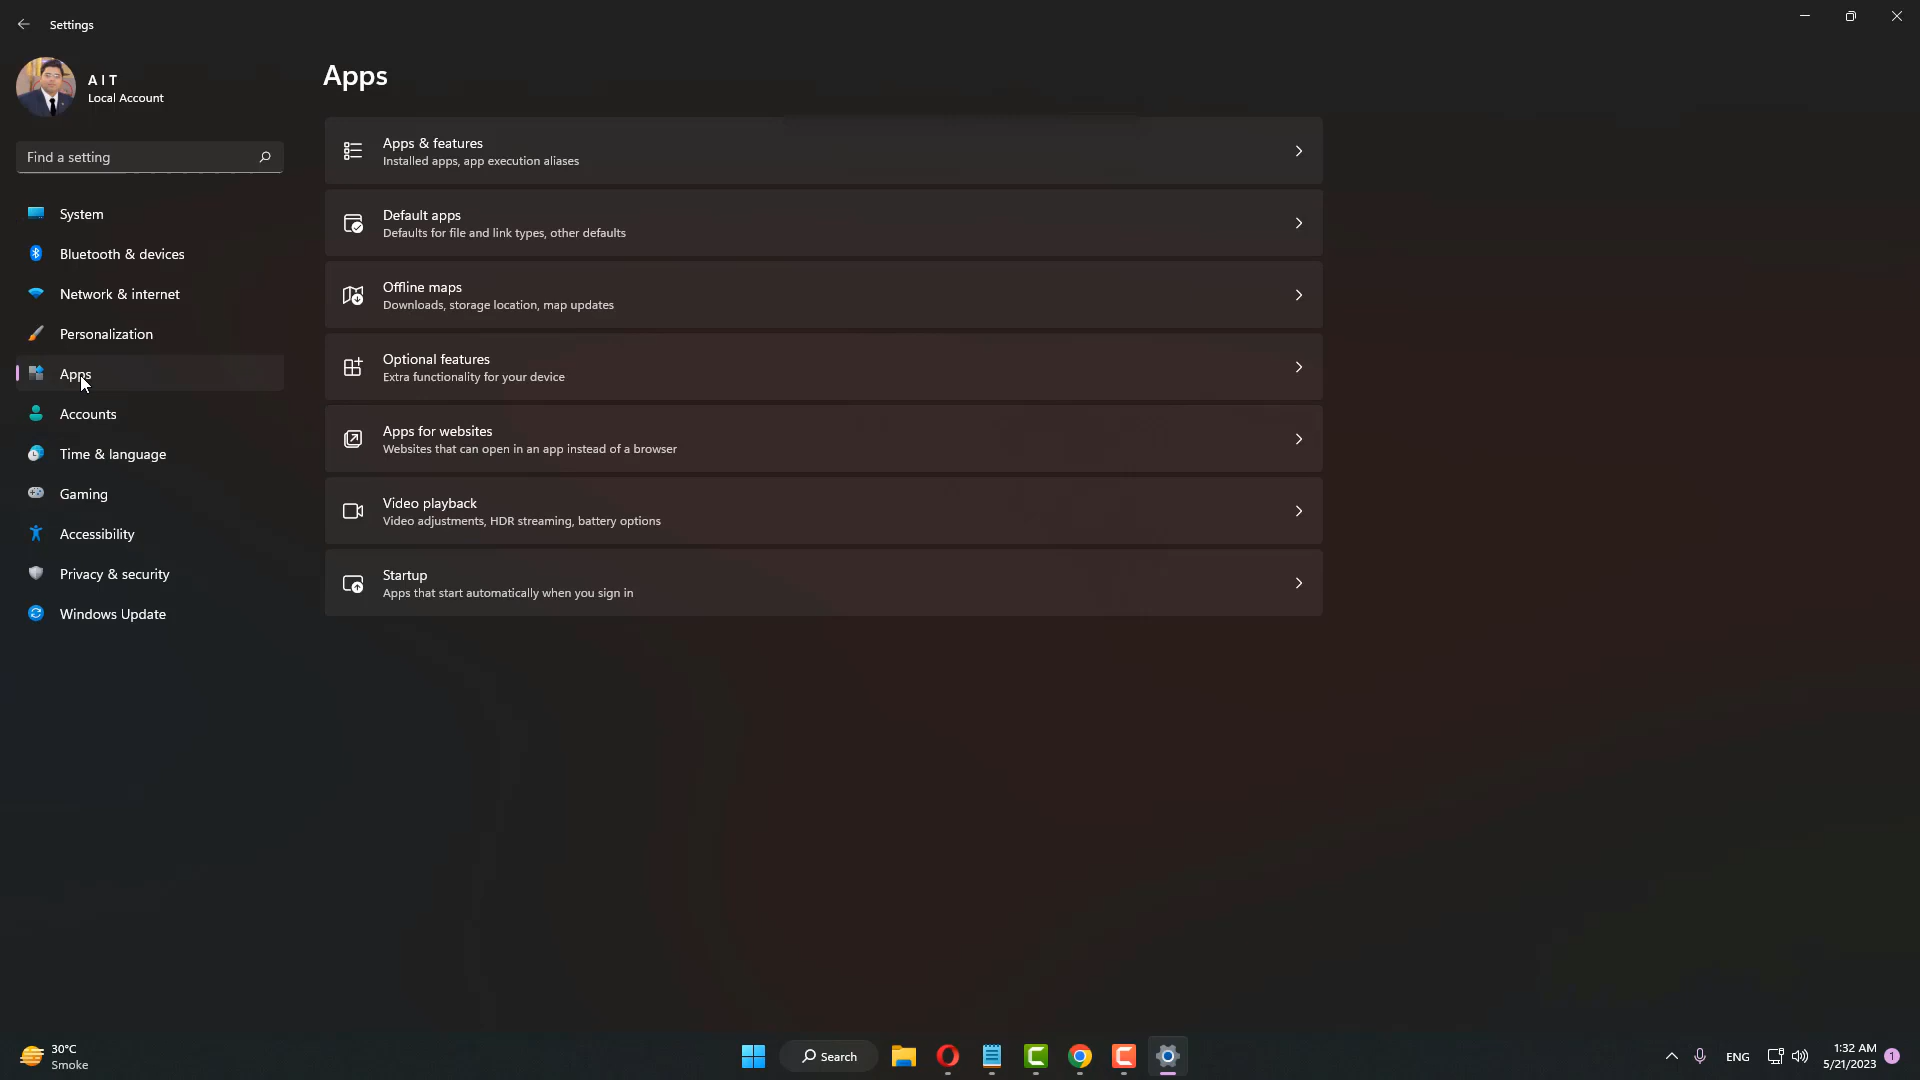 Settings
A I T
Local Account
Find a setting
System
Bluetooth & devices
Network & internet
Personalization
Apps
Accounts
Time & language
Gaming
Accessibility
Privacy & security
Windows Update
Apps
Apps & features
Installed apps, app execution aliases
Default apps
Defaults for file and link types, other defaults
Offline maps
Downloads, storage location, map updates
Optional features
Extra functionality for your device
Apps for websites
Websites that can open in an app instead of a browser
Video playback
Video adjustments, HDR streaming, battery options
Startup
Apps that start automatically when you sign in
30°C
Smoke
Search
ENG
1:32 AM
5/21/2023
1